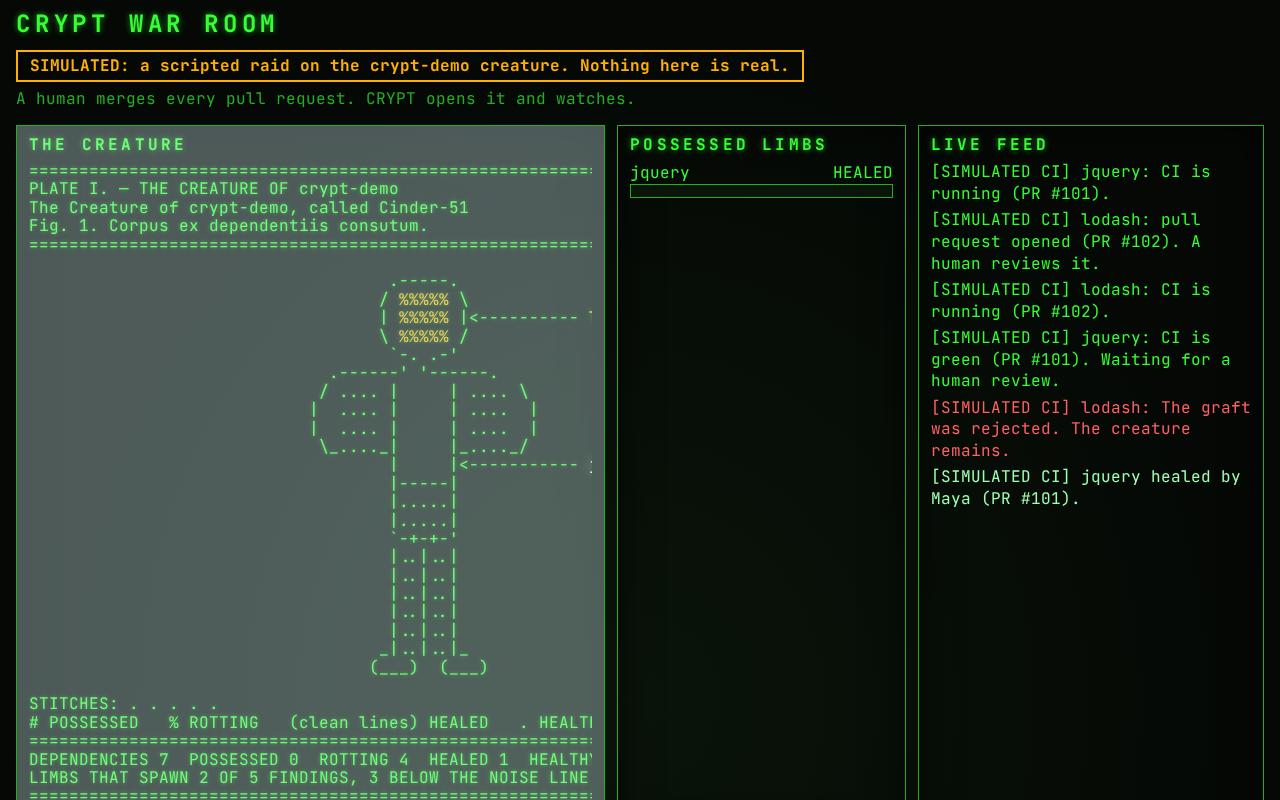 CRYPT WAR ROOM
SIMULATED: a scripted raid on the crypt-demo creature. Nothing here is real.
A human merges every pull request. CRYPT opens it and watches.
THE CREATURE
PLATE I. — THE CREATURE OF crypt-demo
The Creature of crypt-demo, called Cinder-51
Fig. 1. Corpus ex dependentiis consutum.
STITCHES: . . . . .
# POSSESSED   % ROTTING   (clean lines) HEALED   .
DEPENDENCIES 7  POSSESSED 0  ROTTING 4  HEALED 1
LIMBS THAT SPAWN 2 OF 5 FINDINGS, 3 BELOW THE NOISE LINE
POSSESSED LIMBS
jquery HEALED
LIVE FEED
[SIMULATED CI] jquery: CI is
running (PR #101).
[SIMULATED CI] lodash: pull
request opened (PR #102). A
human reviews it.
[SIMULATED CI] lodash: CI is
running (PR #102).
[SIMULATED CI] jquery: CI is
green (PR #101). Waiting for a
human review.
[SIMULATED CI] lodash: The graft
was rejected. The creature
remains.
[SIMULATED CI] jquery healed by
Maya (PR #101).